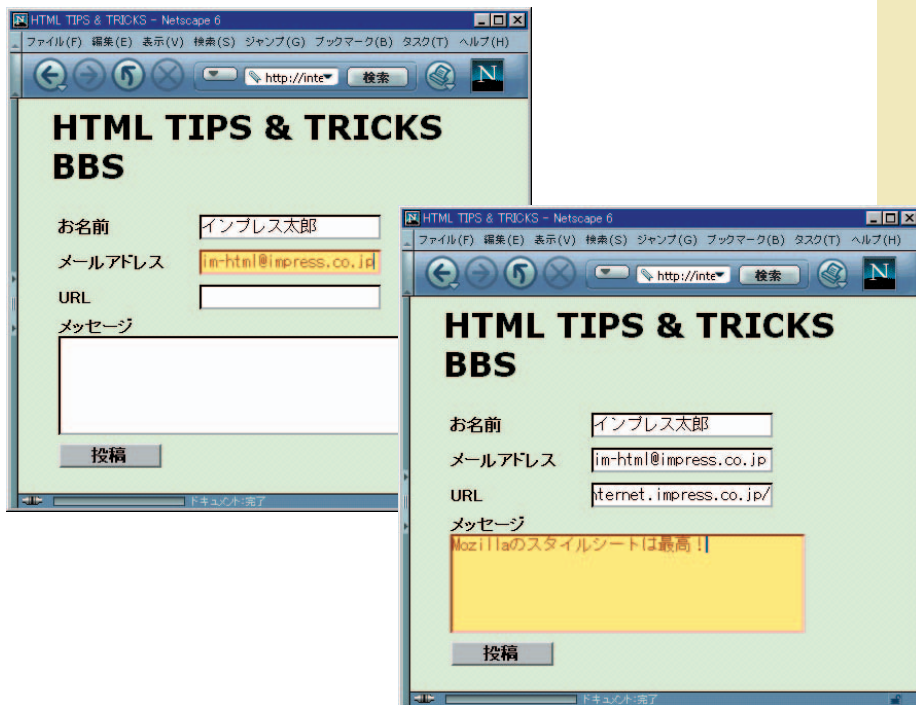 HTML TIPS & TRICKS - Netscape 6
ファイル(F) 編集(E) 表示(V) 検索(S) ジャンプ(G) ブックマーク(B) タスク(T) ヘルプ(H)
http://inte 検索 N
HTML TIPS & TRICKS
BBS
お名前 インプレス太郎
メールアドレス im-html@impress.co.jp
URL
メッセージ
投稿
ドキュメント:完了
HTML TIPS & TRICKS - Netscape 6
ファイル(F) 編集(E) 表示(V) 検索(S) ジャンプ(G) ブックマーク(B) タスク(T) ヘルプ(H)
http://inte 検索 N
HTML TIPS & TRICKS
BBS
お名前 インプレス太郎
メールアドレス im-html@impress.co.jp
URL nternet.impress.co.jp/
メッセージ
Mozillaのスタイルシートは最高!
投稿
ドキュメント:完了